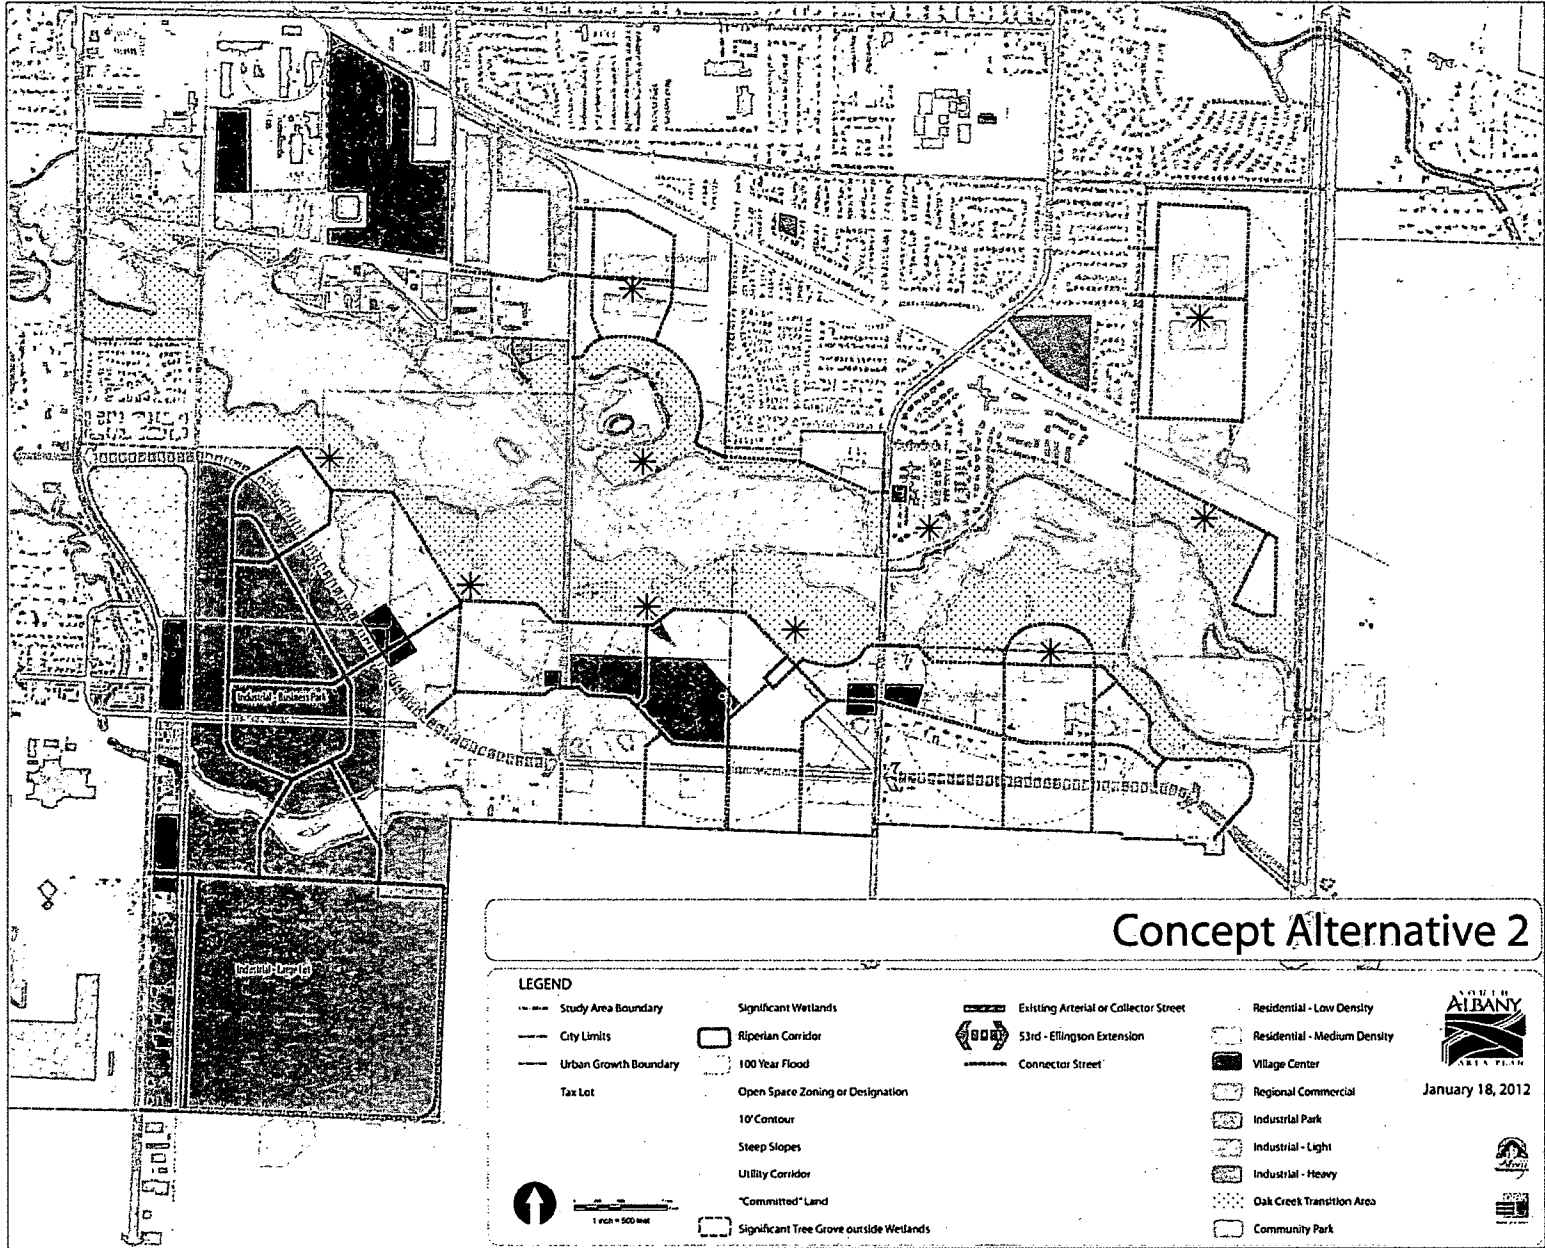 Industrial - Business Park
Industrial - Large Lot
Concept Alternative 2
LEGEND
Study Area Boundary
City Limits
Urban Growth Boundary
Tax Lot
1 inch = 500 feet
Significant Wetlands
Riperian Corridor
100 Year Flood
Open Space Zoning or Designation
10' Contour
Steep Slopes
Utility Corridor
"Committed" Land
Significant Tree Grove outside Wetlands
Existing Arterial or Collector Street
53rd - Ellingson Extension
Connector Street
Residential - Low Density
Residential - Medium Density
Village Center
Regional Commercial
Industrial Park
Industrial - Light
Industrial - Heavy
Oak Creek Transition Area
Community Park
ALBANY
AREA PLAN
January 18, 2012